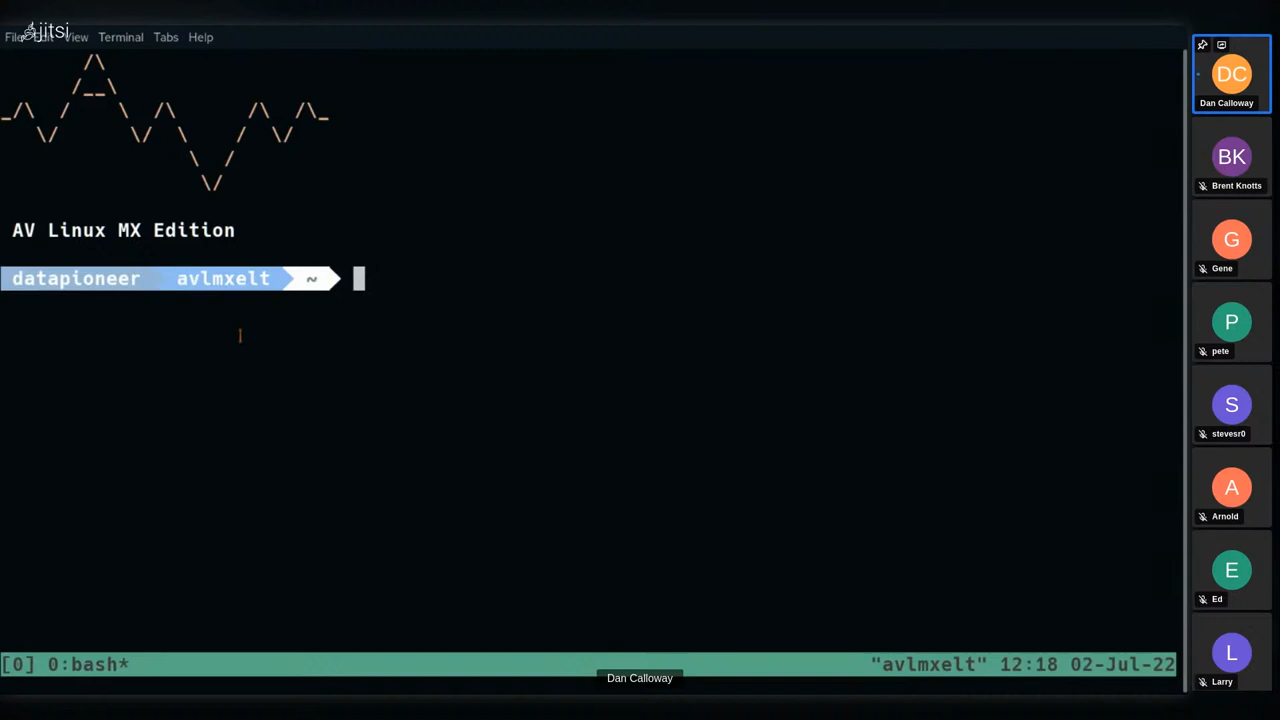 jitsi
File Edit View Terminal Tabs Help
AV Linux MX Edition
datapioneer avlmxelt ~
[0] 0:bash* "avlmxelt" 12:18 02-Jul-22
Dan Calloway
DC
Dan Calloway
BK
Brent Knotts
G
Gene
P
pete
S
stevesr0
A
Arnold
E
Ed
L
Larry